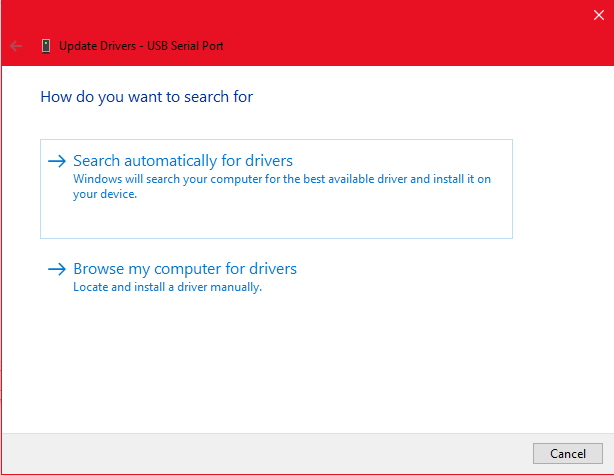 Update Drivers - USB Serial Port
How do you want to search for
Search automatically for drivers
Windows will search your computer for the best available driver and install it on
your device.
Browse my computer for drivers
Locate and install a driver manually.
Cancel